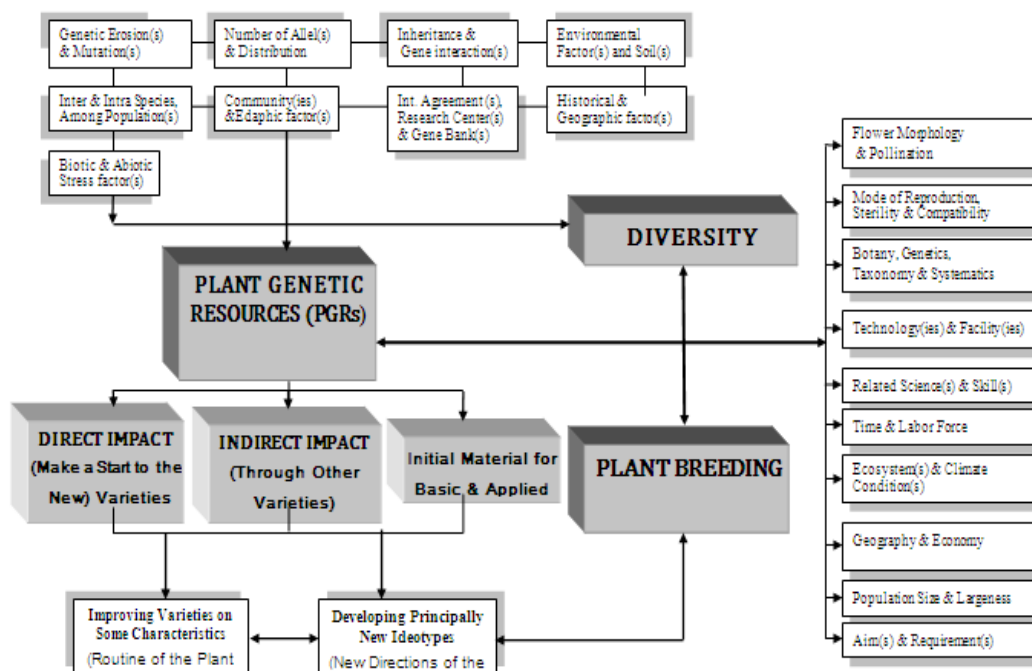 Genetic Erosion(s)
& Mutation(s)
Number of Allel(s)
& Distribution
Inheritance &
Gene interaction(s)
Environmental
Factor(s) and Soil(s)
Inter & Intra Species,
Among Population(s)
Community(ies)
&Edaphic factor(s)
Int. Agreement (s),
Research Center(s)
& Gene Bank(s)
Historical &
Geographic factor(s)
Biotic & Abiotic
Stress factor(s)
DIVERSITY
PLANT GENETIC
RESOURCES (PGRs)
DIRECT IMPACT
(Make a Start to the
New) Varieties
INDIRECT IMPACT
(Through Other
Varieties)
Initial Material for
Basic & Applied
PLANT BREEDING
Improving Varieties on
Some Characteristics
(Routine of the Plant
Developing Principally
New Ideotypes
(New Directions of the
Flower Morphology
& Pollination
Mode of Reproduction,
Sterility & Compatibility
Botany, Genetics,
Taxonomy & Systematics
Technology(ies) & Facility(ies)
Related Science(s) & Skill(s)
Time & Labor Force
Ecosystem(s) & Climate
Condition(s)
Geography & Economy
Population Size & Largeness
Aim(s) & Requirement(s)